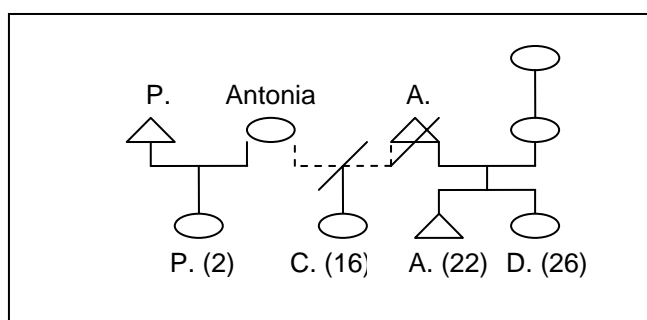 P. Antonia A.
P. (2) C. (16) A. (22) D. (26)